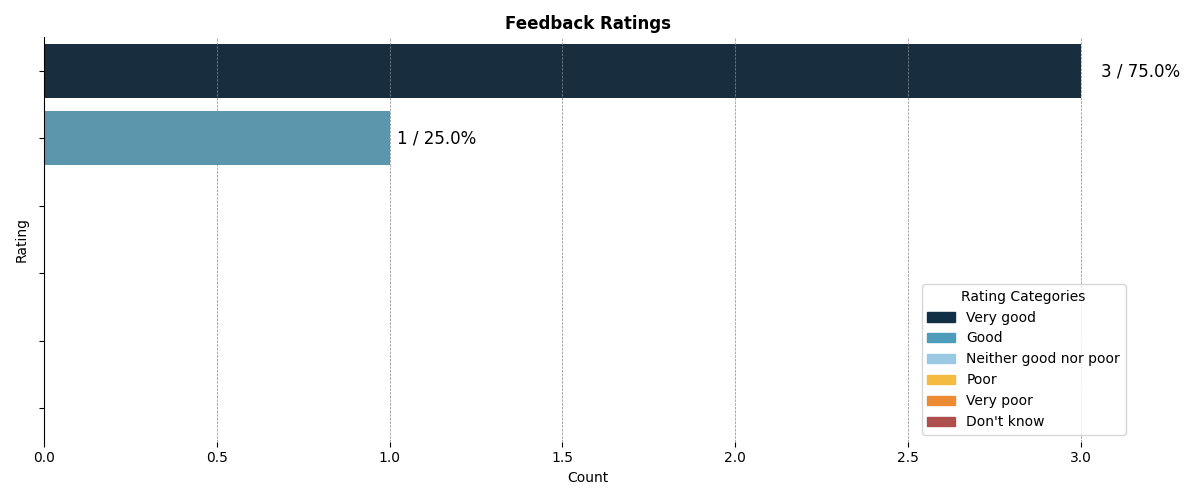 Feedback Ratings
3 / 75.0%
1 / 25.0%
Rating
Rating Categories
Very good
Good
Neither good nor poor
Poor
Very poor
Don't know
0.0 0.5 1.0 1.5 2.0 2.5 3.0
Count